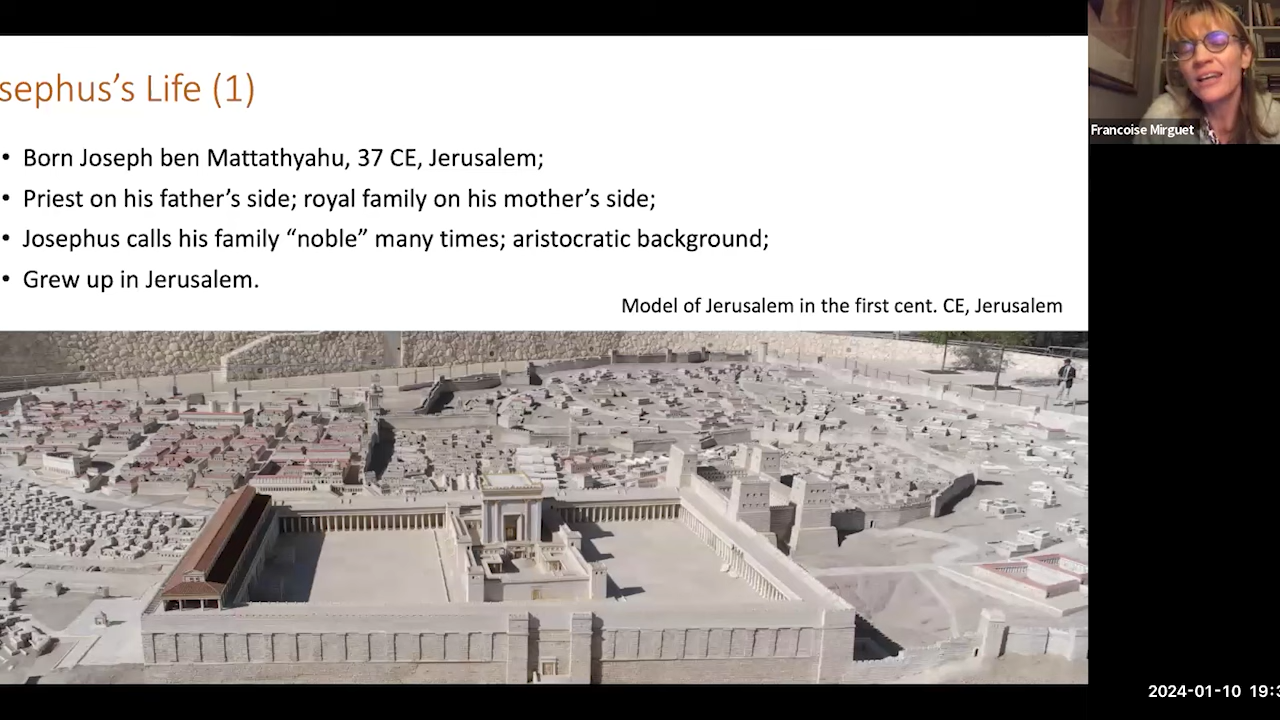 sephus's Life (1)
• Born Joseph ben Mattathyahu, 37 CE, Jerusalem;
• Priest on his father's side; royal family on his mother's side;
• Josephus calls his family “noble” many times; aristocratic background;
• Grew up in Jerusalem.
Model of Jerusalem in the first cent. CE, Jerusalem
Francoise Mirguet
2024-01-10 19:3